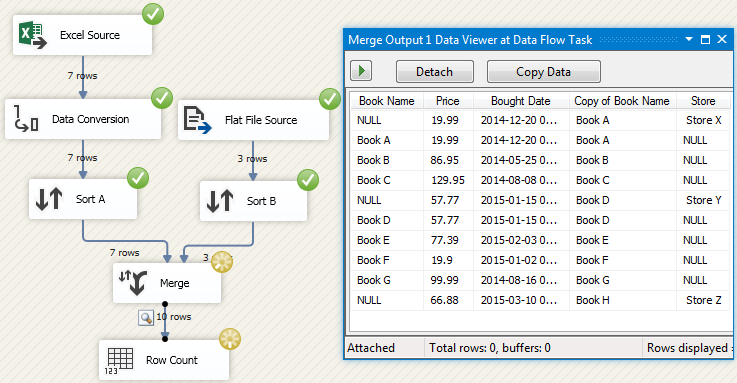 Excel Source
7 rows
Data Conversion
Flat File Source
7 rows
3 rows
Sort A
Sort B
7 rows
3
Merge
10 rows
Row Count
123
Merge Output 1 Data Viewer at Data Flow Task
Detach Copy Data
Book Name Price Bought Date Copy of Book Name Store
NULL 19.99 2014-12-20 0... Book A Store X
Book A 19.99 2014-12-20 0... Book A NULL
Book B 86.95 2014-05-25 0... Book B NULL
Book C 129.95 2014-08-08 0... Book C NULL
NULL 57.77 2015-01-15 0... Book D Store Y
Book D 57.77 2015-01-15 0... Book D NULL
Book E 77.39 2015-02-03 0... Book E NULL
Book F 19.9 2015-01-02 0... Book F NULL
Book G 99.99 2014-08-16 0... Book G NULL
NULL 66.88 2015-03-10 0... Book H Store Z
Attached Total rows: 0, buffers: 0 Rows displayed =